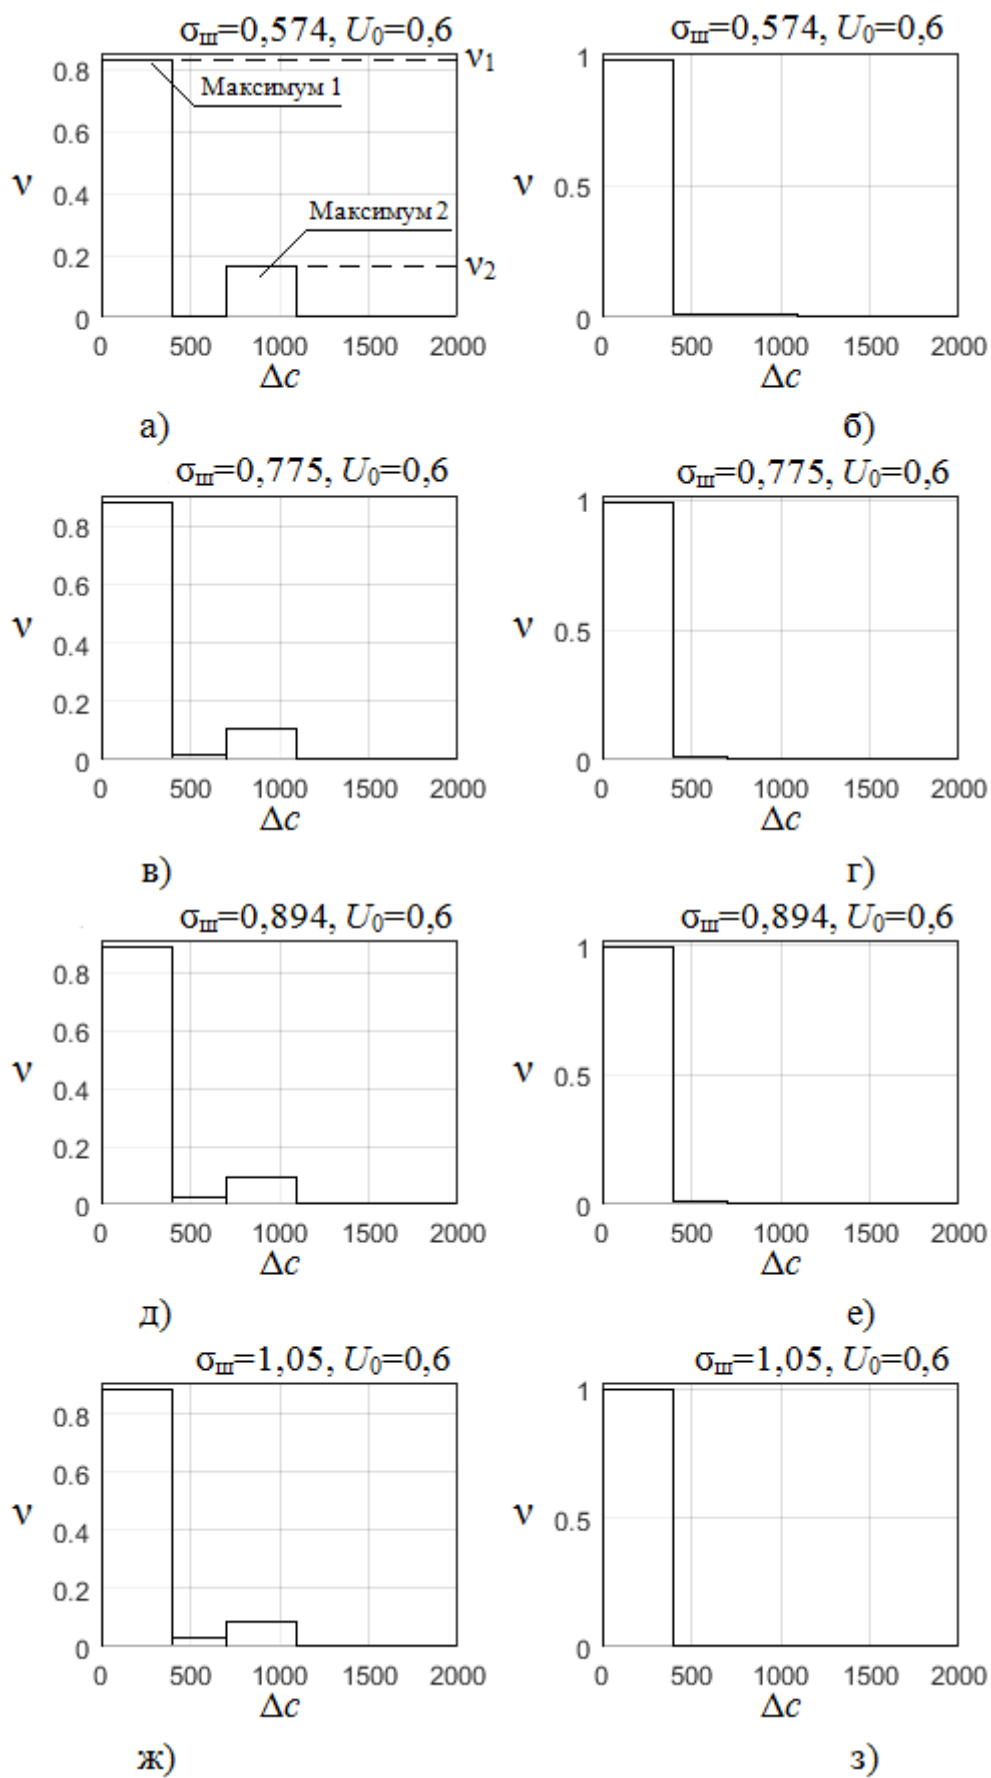 σш=0,574, U0=0,6
σш=0,574, U0=0,6
0.8
0.6
ν
0.4
0.2
0
Максимум 1
ν1
Максимум 2
ν2
0 500 1000 1500 2000
Δc
а)
1
ν 0.5
0
0 500 1000 1500 2000
Δc
б)
σш=0,775, U0=0,6
0.8
0.6
ν
0.4
0.2
0
0 500 1000 1500 2000
Δc
в)
σш=0,775, U0=0,6
1
ν 0.5
0
0 500 1000 1500 2000
Δc
г)
σш=0,894, U0=0,6
0.8
0.6
ν
0.4
0.2
0
0 500 1000 1500 2000
Δc
д)
σш=0,894, U0=0,6
1
ν 0.5
0
0 500 1000 1500 2000
Δc
е)
σш=1,05, U0=0,6
0.8
0.6
ν
0.4
0.2
0
0 500 1000 1500 2000
Δc
ж)
σш=1,05, U0=0,6
1
ν 0.5
0
0 500 1000 1500 2000
Δc
з)